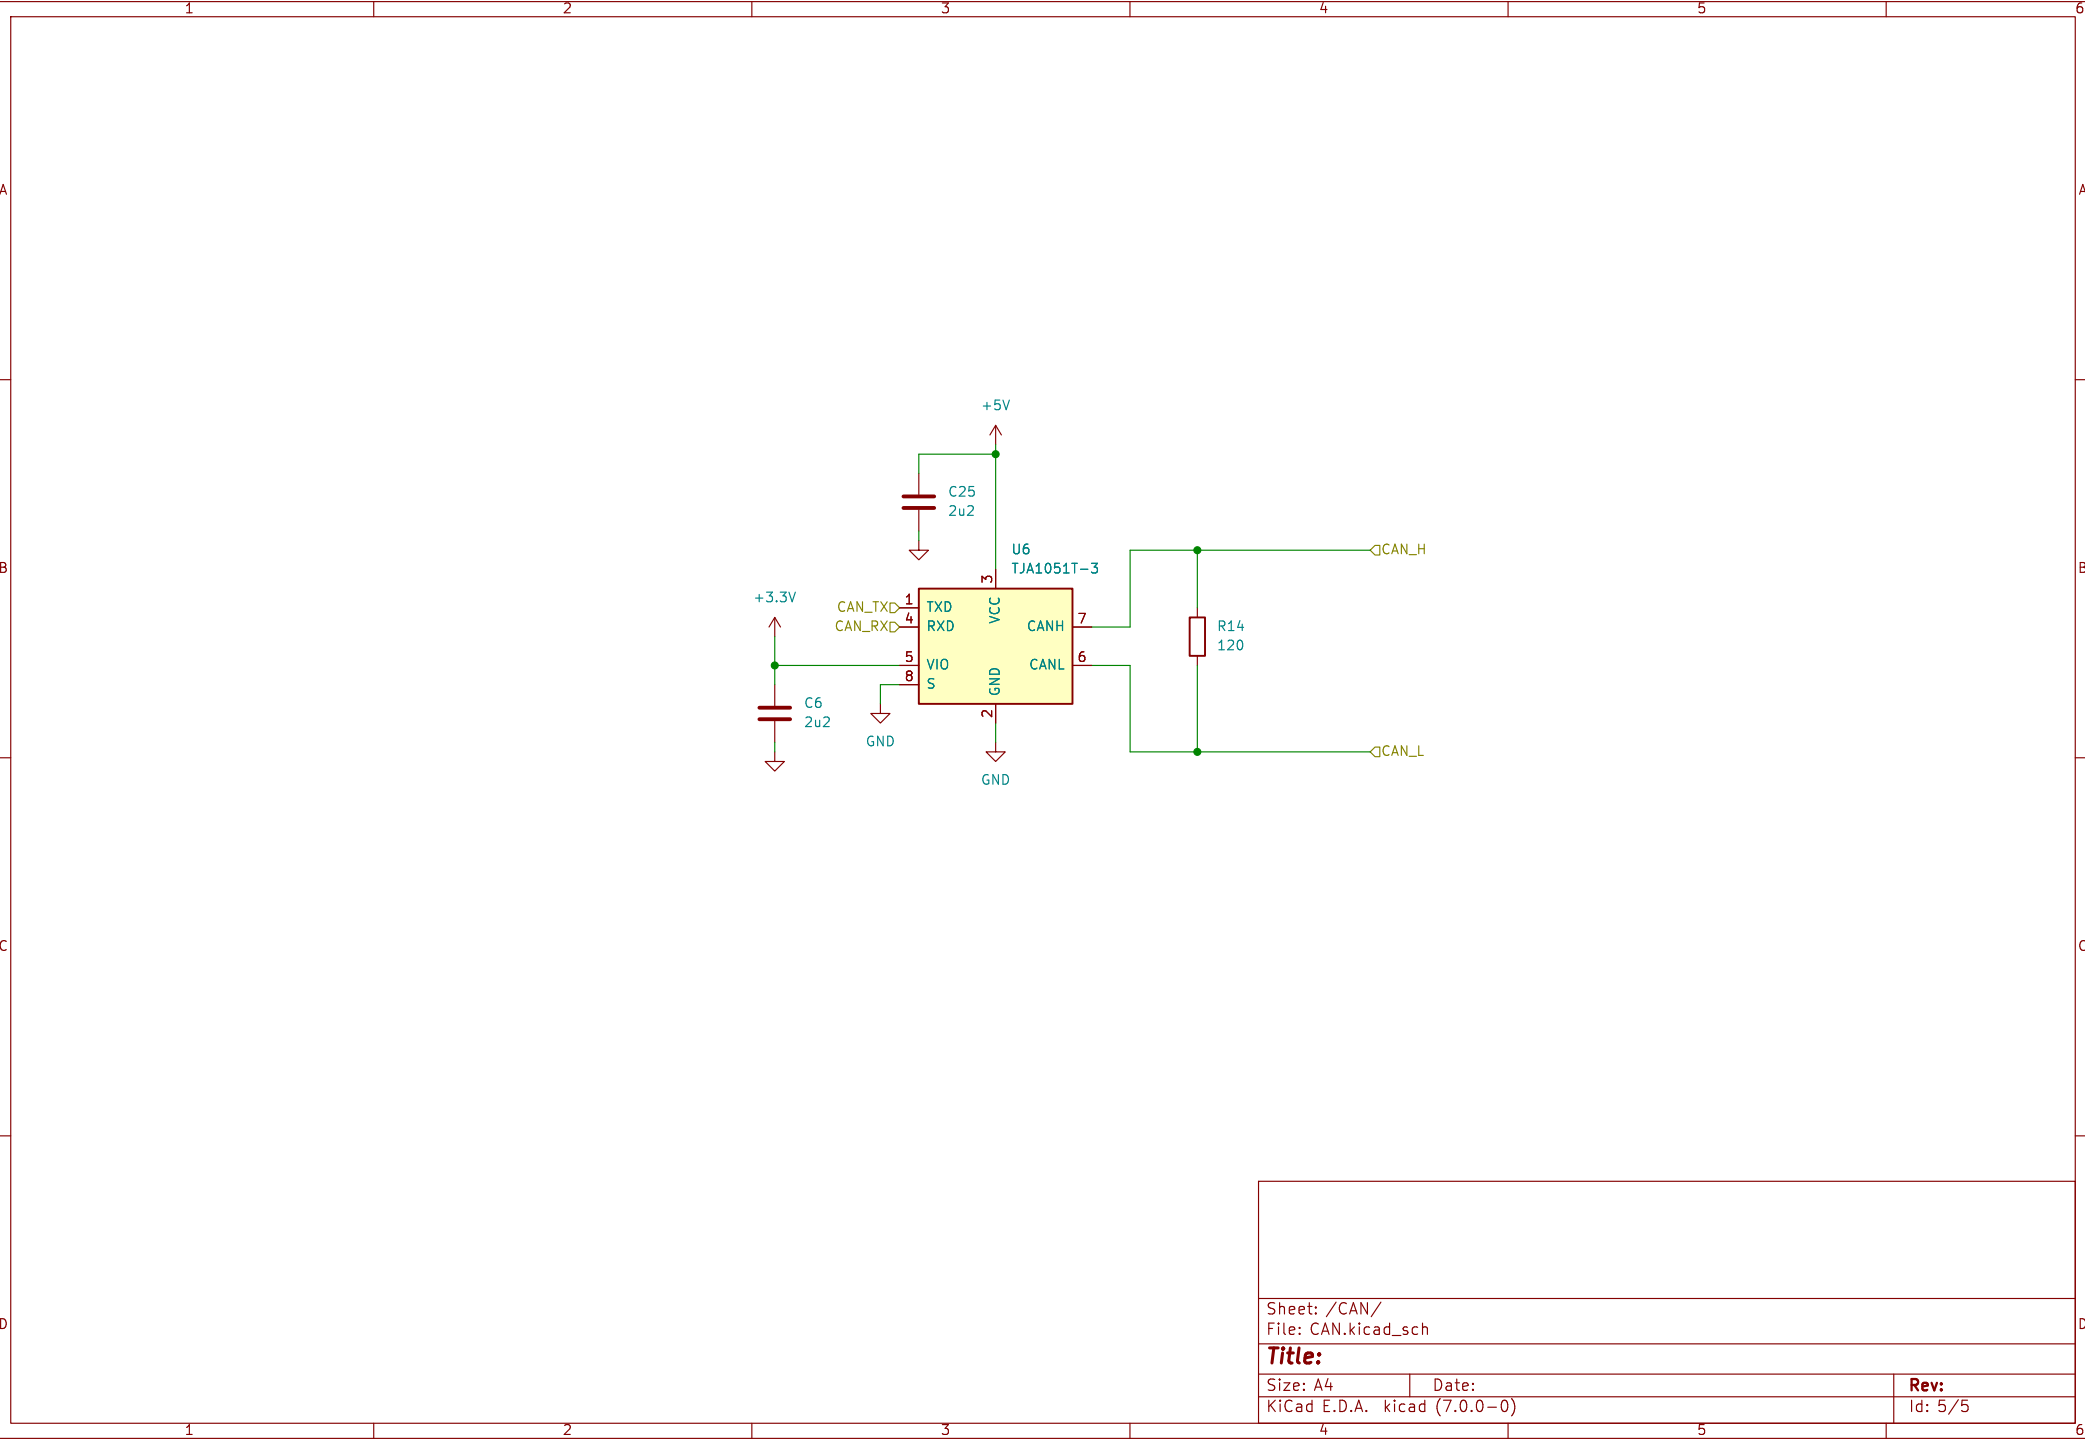 1 2 3 4 5 6
A A
+5V
C25
2u2
U6
TJA1051T-3
CAN_H
B B
+3.3V
3
VCC
CAN_TX 1 TXD
CAN_RX 4 RXD
CANH 7
R14
120
5 VIO
CANL 6
8 S
GND
2
C6
2u2
GND
CAN_L
GND
C C
Sheet: /CAN/
File: CAN.kicad_sch
D D
Title:
Size: A4 Date: Rev:
KiCad E.D.A. kicad (7.0.0-0) Id: 5/5
1 2 3 4 5 6